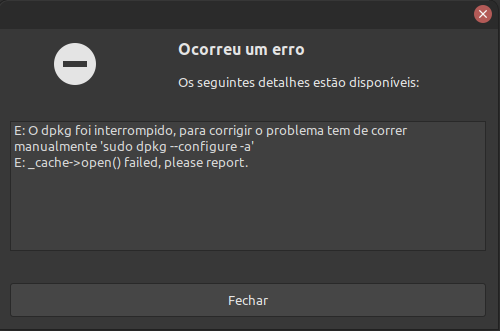 Ocorreu um erro
Os seguintes detalhes estão disponíveis:
E: O dpkg foi interrompido, para corrigir o problema tem de correr
manualmente 'sudo dpkg --configure -a'
E: _cache->open() failed, please report.
Fechar